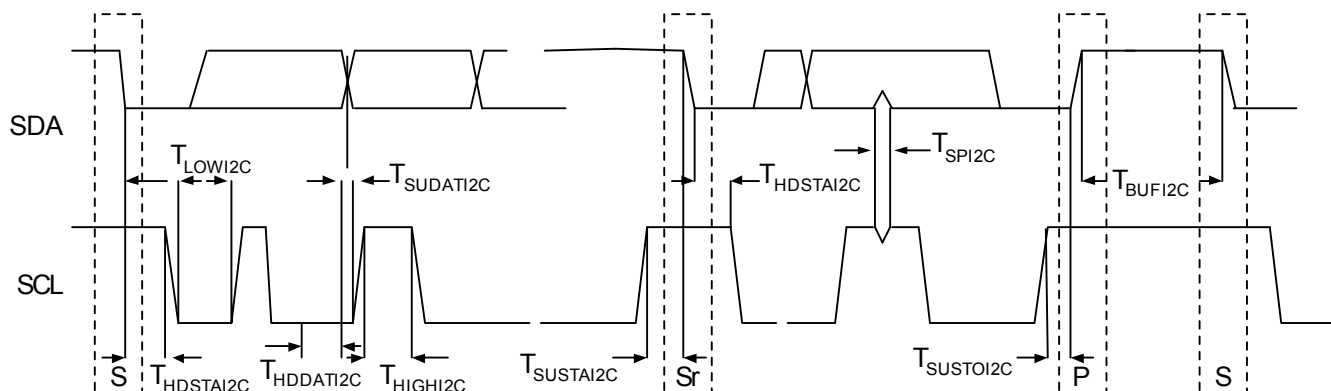 SDA
T_LOWI2C
T_SUDATI2C
T_HDSTAI2C
T_SPI2C
T_BUFI2C
SCL
S
T_HDSTAI2C
T_HDDATI2C
T_HIGHI2C
T_SUSTAI2C
Sr
T_SUSTOI2C
P
S